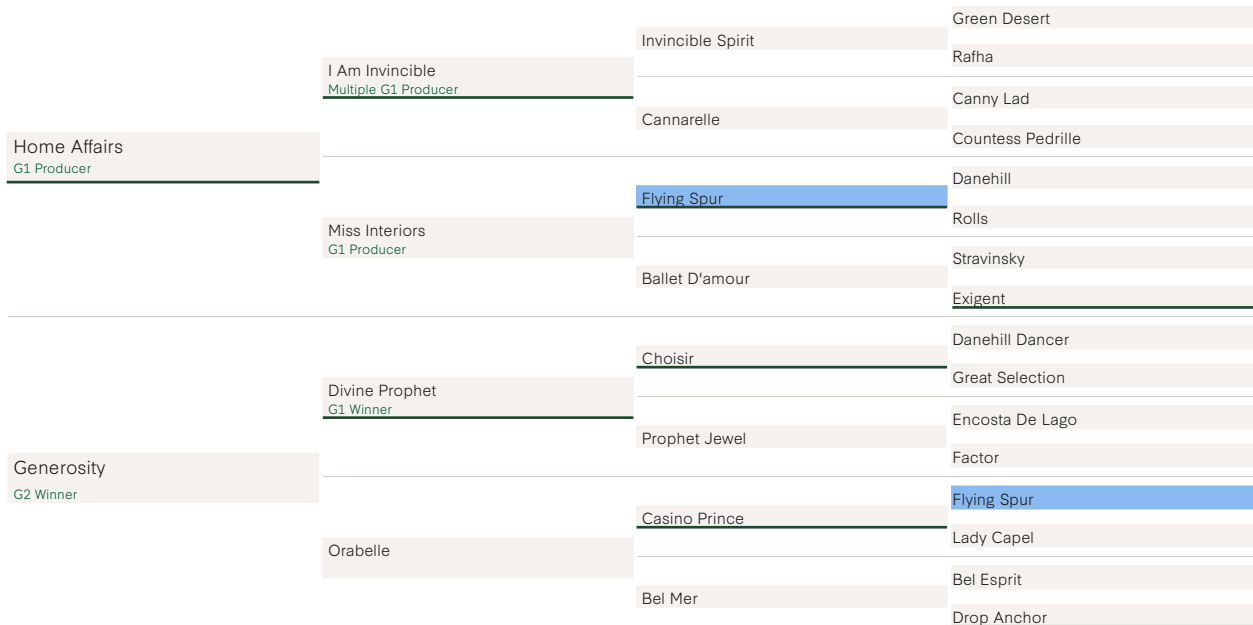 Home Affairs
G1 Producer
Generosity
G2 Winner
I Am Invincible
Multiple G1 Producer
Miss Interiors
G1 Producer
Divine Prophet
G1 Winner
Orabelle
Invincible Spirit
Cannarelle
Flying Spur
Ballet D'amour
Choisir
Prophet Jewel
Casino Prince
Bel Mer
Green Desert
Rafha
Canny Lad
Countess Pedrille
Danehill
Rolls
Stravinsky
Exigent
Danehill Dancer
Great Selection
Encosta De Lago
Factor
Flying Spur
Lady Capel
Bel Esprit
Drop Anchor